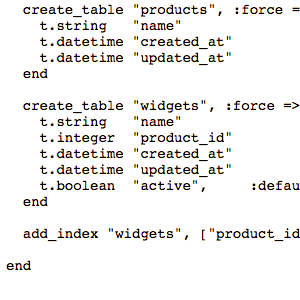 create_table "products", :force =
t.string "name"
t.datetime "created_at"
t.datetime "updated_at"
end
create_table "widgets", :force =>
t.string "name"
t.integer "product_id"
t.datetime "created_at"
t.datetime "updated_at"
t.boolean "active", :defau
end
add_index "widgets", ["product_id
end